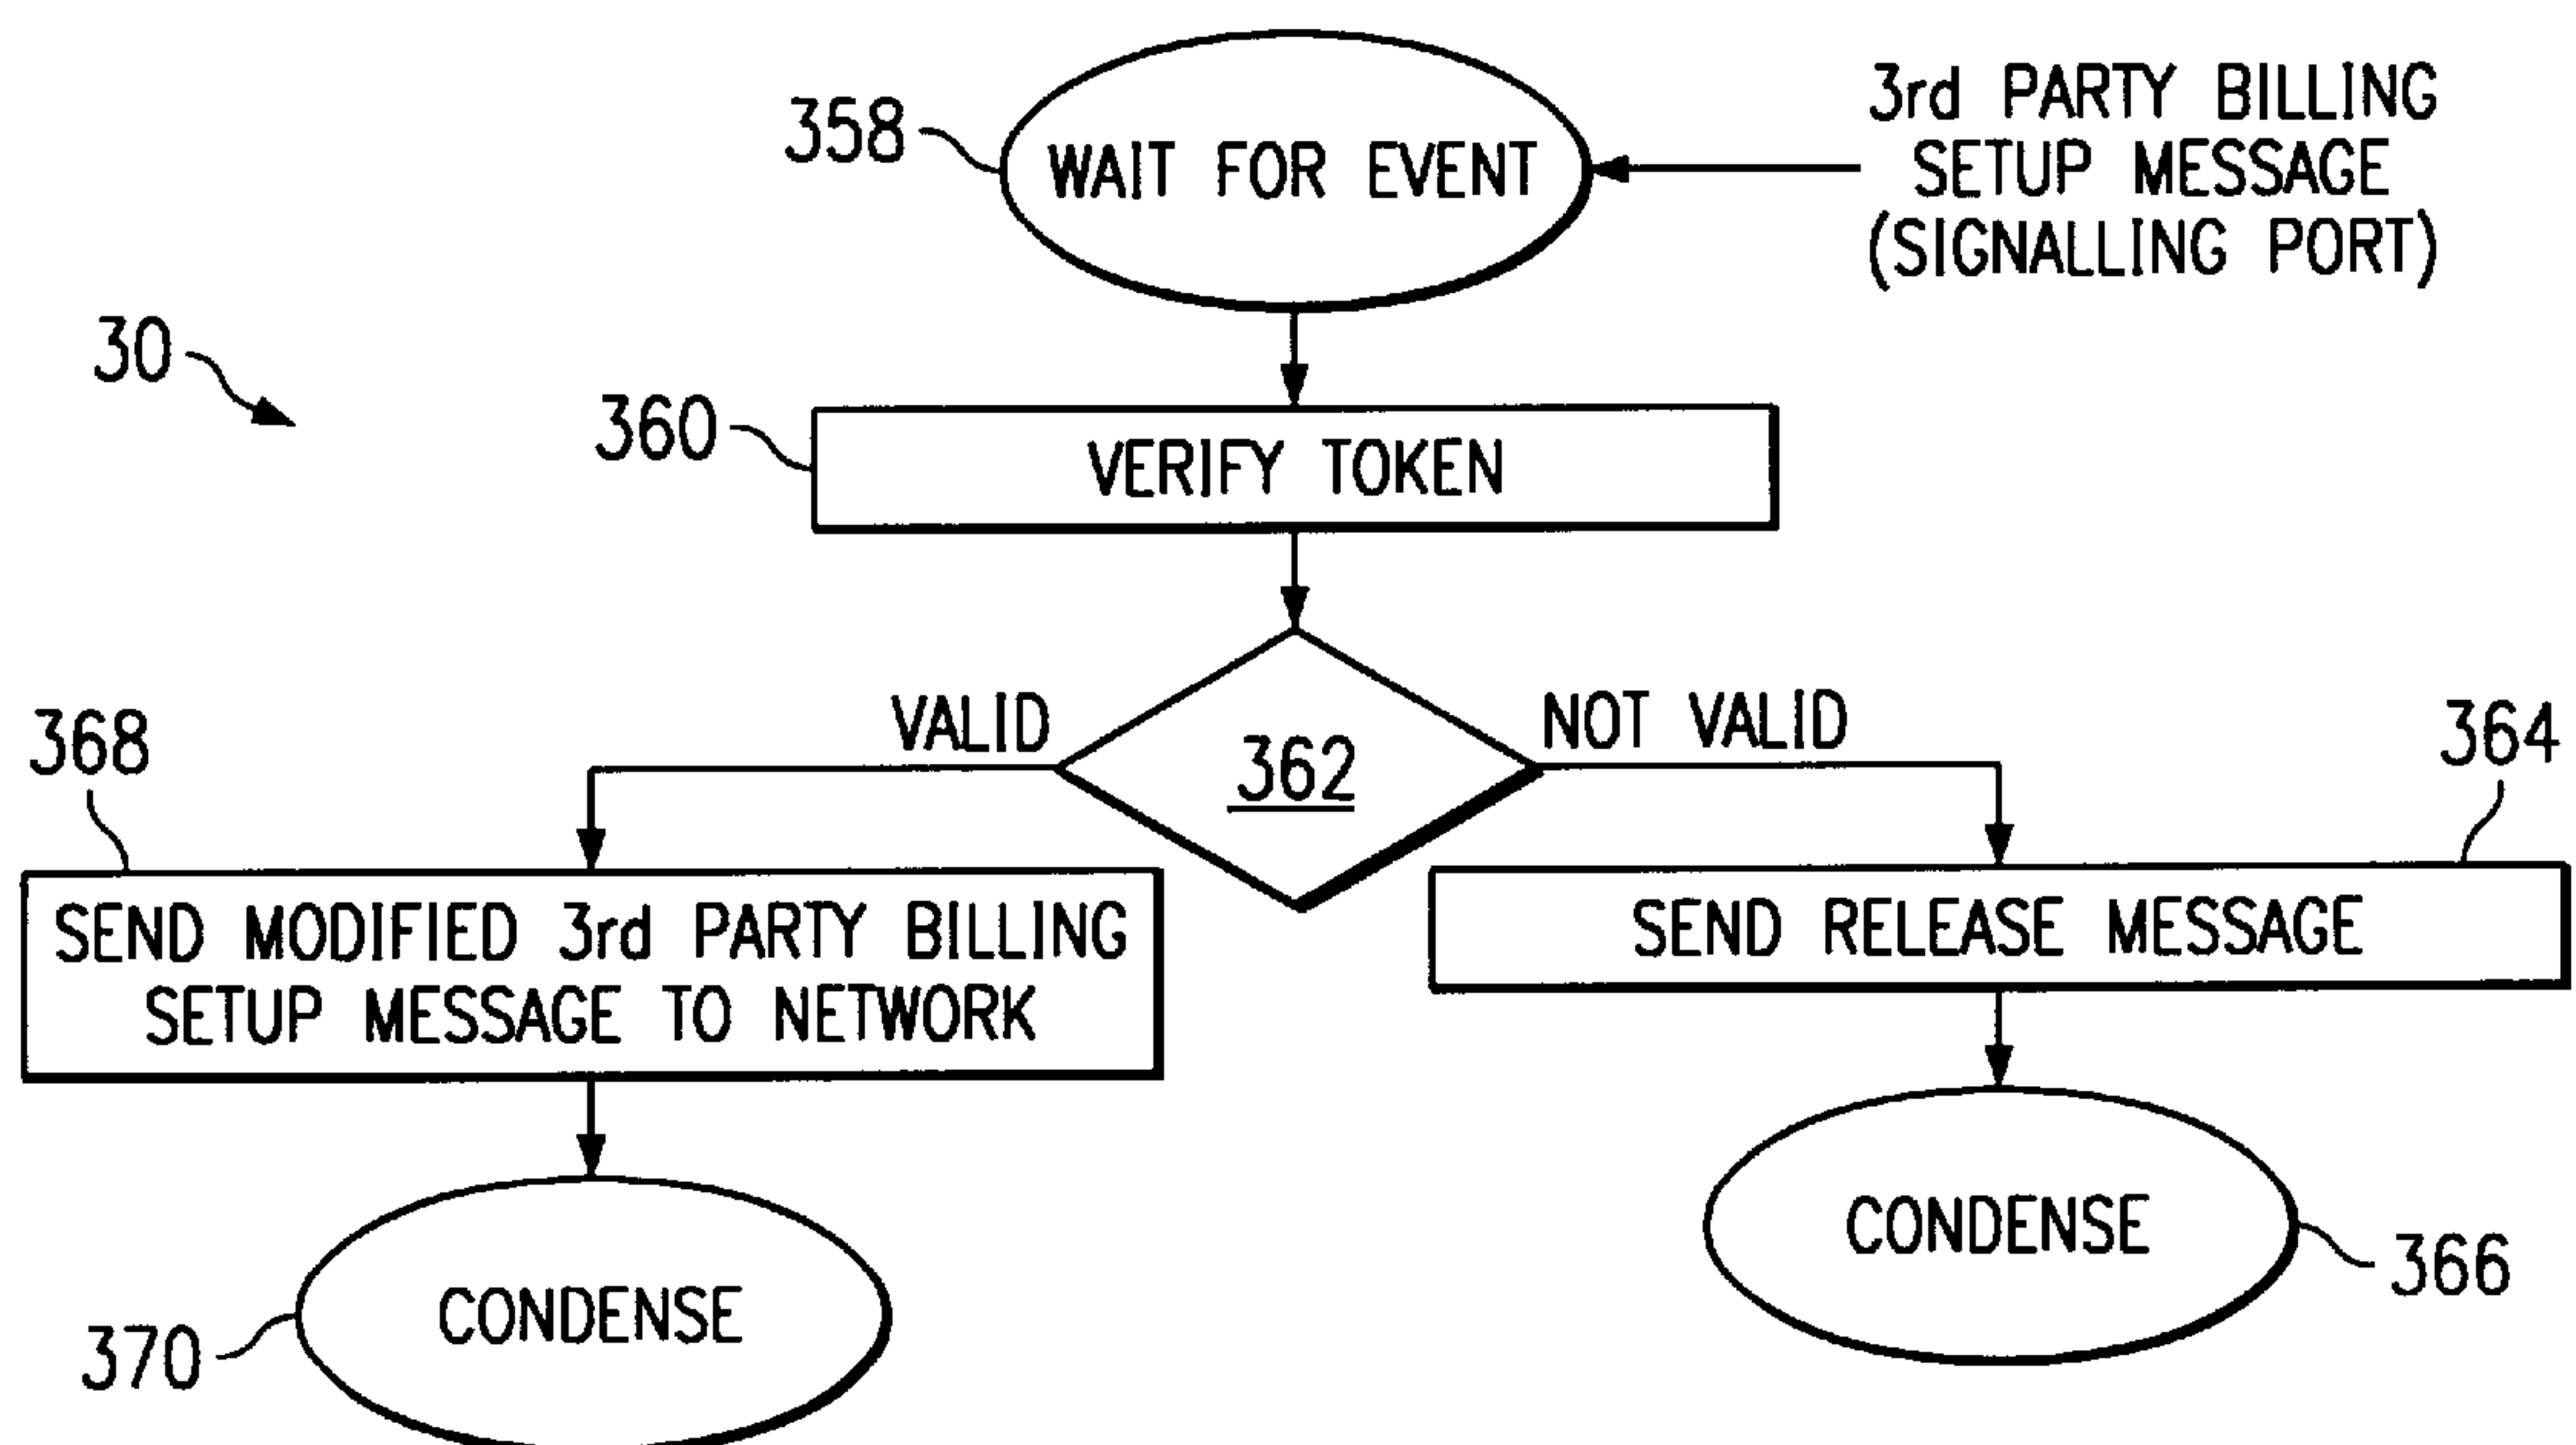 358
WAIT FOR EVENT
3rd PARTY BILLING
SETUP MESSAGE
(SIGNALLING PORT)
30
360
VERIFY TOKEN
VALID
362
NOT VALID
368
364
SEND MODIFIED 3rd PARTY BILLING
SETUP MESSAGE TO NETWORK
SEND RELEASE MESSAGE
CONDENSE
370
CONDENSE
366